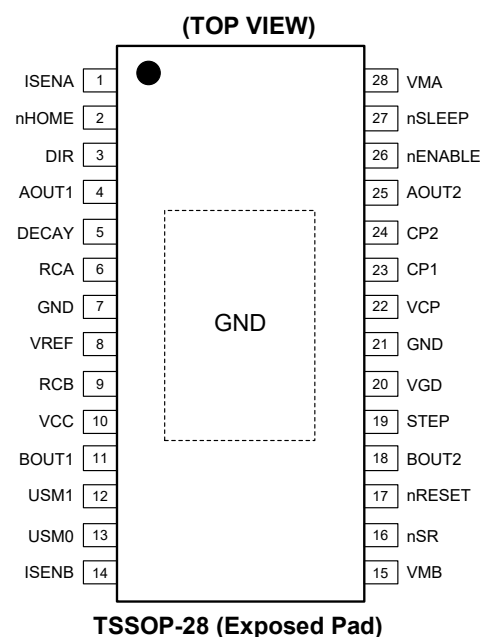 (TOP VIEW)
ISENA 1
nHOME 2
DIR 3
AOUT1 4
DECAY 5
RCA 6
GND 7
VREF 8
RCB 9
VCC 10
BOUT1 11
USM1 12
USM0 13
ISENB 14
GND
28 VMA
27 nSLEEP
26 nENABLE
25 AOUT2
24 CP2
23 CP1
22 VCP
21 GND
20 VGD
19 STEP
18 BOUT2
17 nRESET
16 nSR
15 VMB
TSSOP-28 (Exposed Pad)